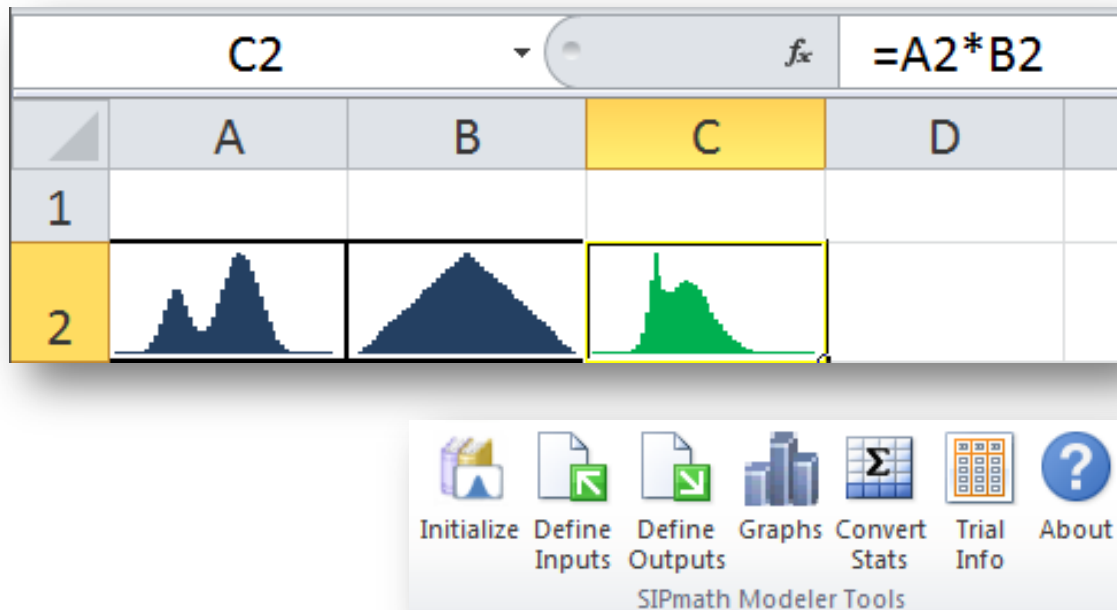 C2 fx =A2*B2
A B C D
1
2
Initialize Define Inputs Define Outputs Graphs Convert Stats Trial Info About
SIPmath Modeler Tools